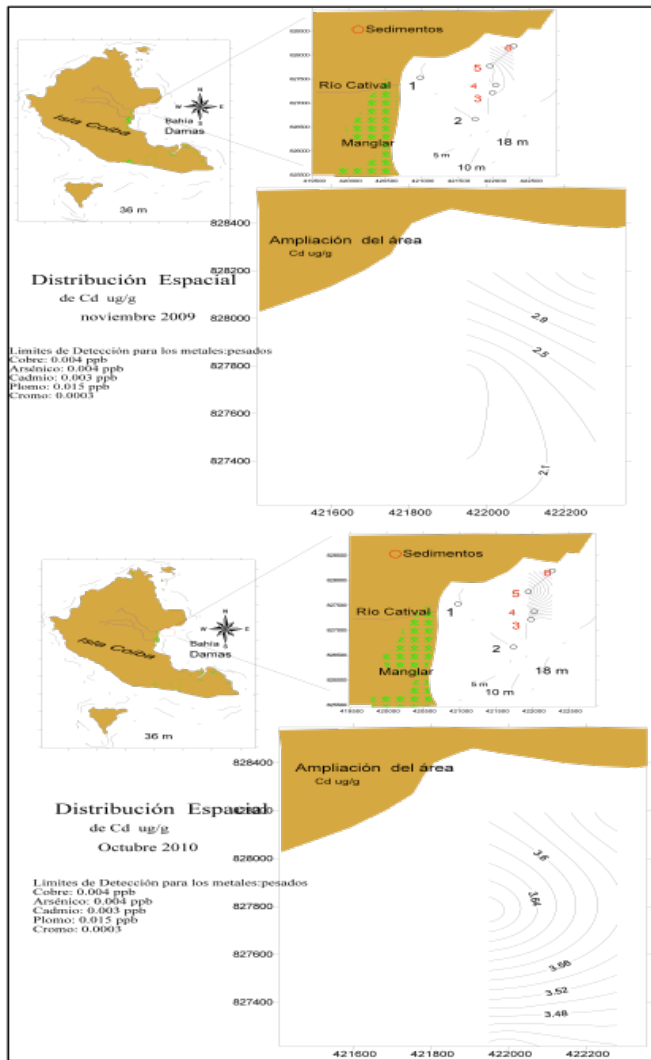 Sedimentos
Río Catival
Manglar
1
2
3
4
5
6
5 m
10 m
18 m
Isla Coiba
Bahía
Damas
N
W
E
S
36 m
Ampliación del área
Cd ug/g
Distribución Espacial
de Cd ug/g
noviembre 2009
Limites de Detección para los metales:pesados
Cobre: 0.004 ppb
Arsénico: 0.004 ppb
Cadmio: 0.003 ppb
Plomo: 0.015 ppb
Cromo: 0.0003
828400
828200
828000
827800
827600
827400
421600
421800
422000
422200
2.9
2.5
2.1
Sedimentos
Río Catival
Manglar
1
2
3
4
5
6
5 m
10 m
18 m
Isla Coiba
Bahía
Damas
N
W
E
S
36 m
Ampliación del área
Cd ug/g
Distribución Espacial
de Cd ug/g
Octubre 2010
Limites de Detección para los metales:pesados
Cobre: 0.004 ppb
Arsénico: 0.004 ppb
Cadmio: 0.003 ppb
Plomo: 0.015 ppb
Cromo: 0.0003
828400
828000
827800
827600
827400
421600
421800
422000
422200
3.6
3.64
3.56
3.52
3.48